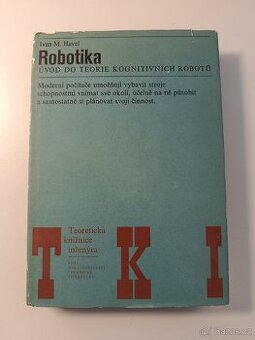 Ivan M. Havel
Robotika
ÚVOD DO TEORIE KOGNITIVNÍCH ROBOTŮ
Moderní počítače umožňují vybavit stroje
schopnostmi vnímat své okolí, účelně na ně působit
a samostatně si plánovat svoji činnost.
Teoretická
knižnice
inženýra
TKI